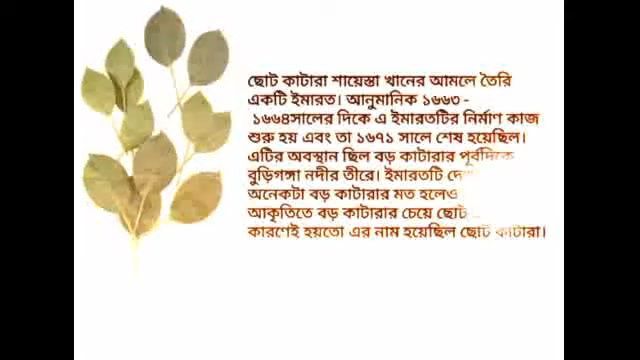 ছোট কাটারা শায়েস্তা খানের আমলে তৈরি
একটি ইমারত। আনুমানিক ১৬৬৩ -
১৬৬৪সালের দিকে এ ইমারতটির নির্মাণ কাজ
শুরু হয় এবং তা ১৬৭১ সালে শেষ হয়েছিল।
এটির অবস্থান ছিল বড় কাটারার পূর্বদিকে
বুড়িগঙ্গা নদীর তীরে। ইমারতটি
অনেকটা বড় কাটারার মত হলেও
আকৃতিতে বড় কাটারার চেয়ে ছোট
কারণেই হয়তো এর নাম হয়েছিল ছোট কাটারা।